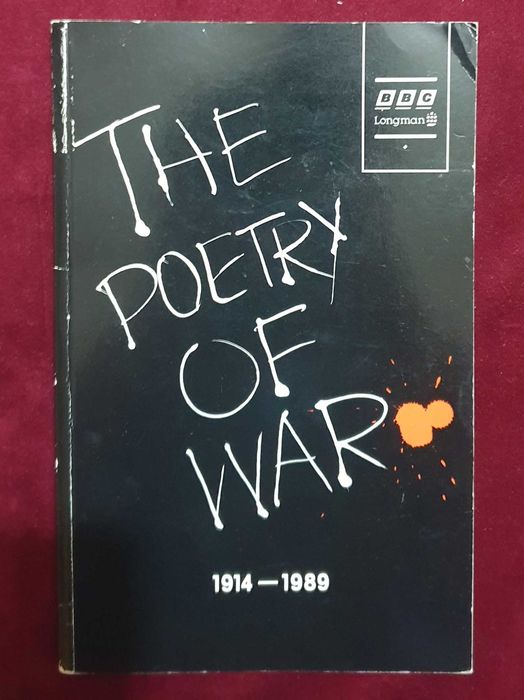 BBC
Longman
THE
POETRY
OF
WAR
1914—1989